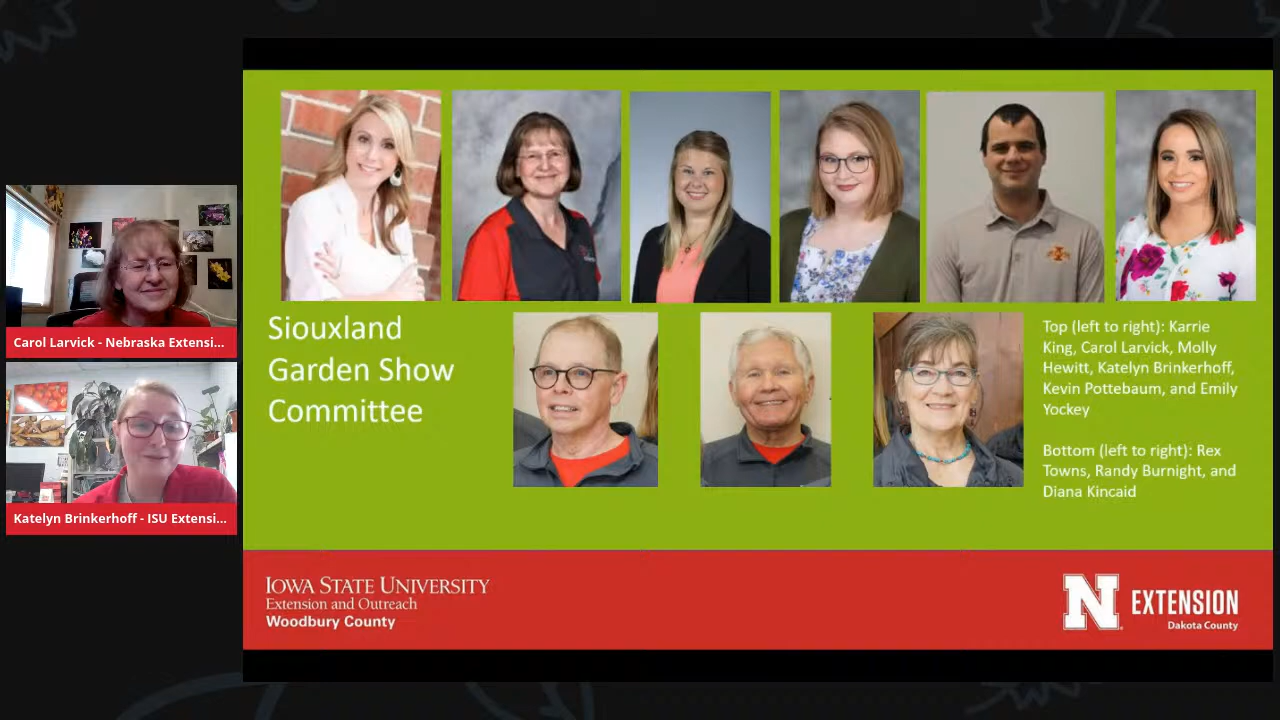 Carol Larvick - Nebraska Extensi...
Katelyn Brinkerhoff - ISU Extensi...
Siouxland
Garden Show
Committee
Top (left to right): Karrie
King, Carol Larvick, Molly
Hewitt, Katelyn Brinkerhoff,
Kevin Pottebaum, and Emily
Yockey
Bottom (left to right): Rex
Towns, Randy Burnight, and
Diana Kincaid
IOWA STATE UNIVERSITY
Extension and Outreach
Woodbury County
N EXTENSION
Dakota County